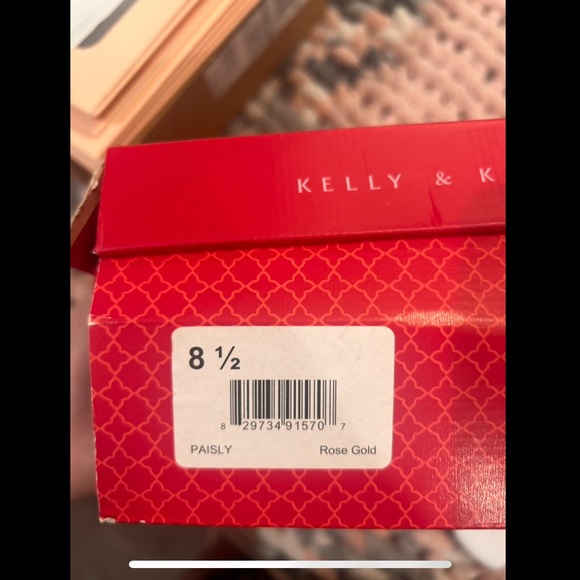 KELLY & K
8 ½
8 29734 91570 7
PAISLY Rose Gold